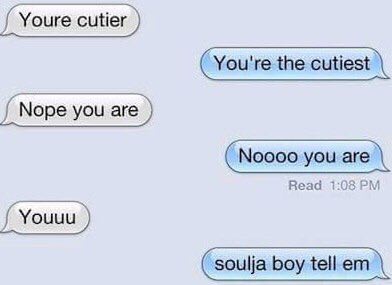 Youre cutier
You're the cutiest
Nope you are
Noooo you are
Read 1:08 PM
Youuu
soulja boy tell em